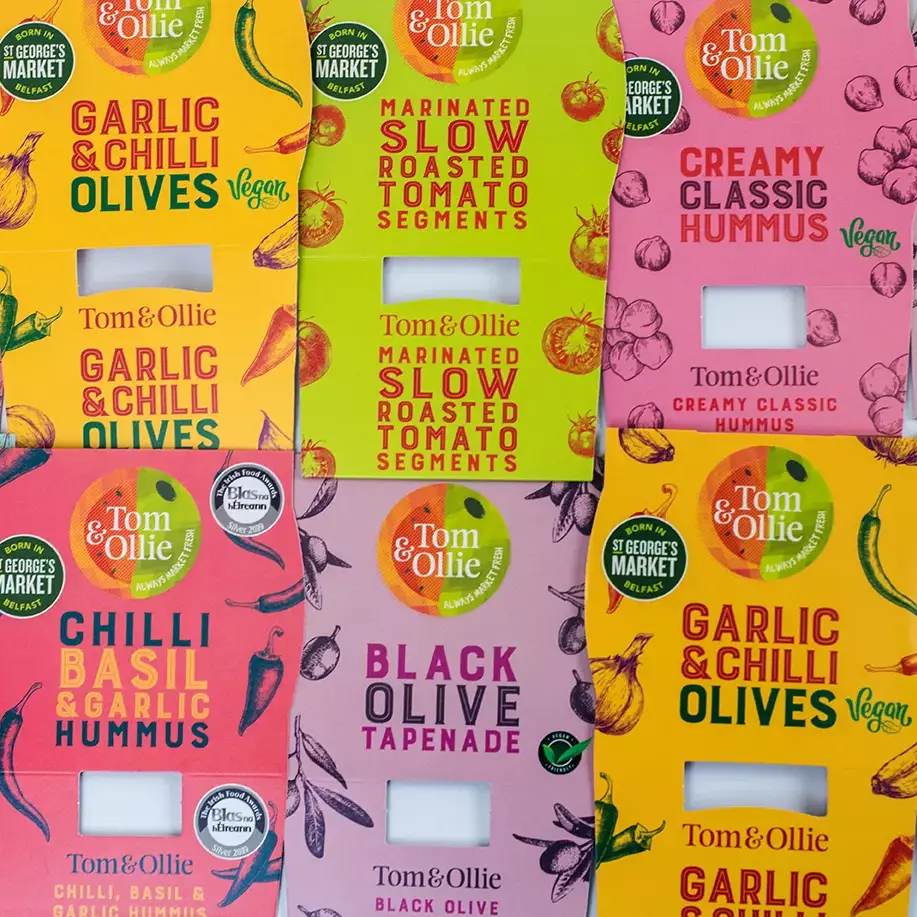 BORN IN
ST GEORGE'S
MARKET
BELFAST
Tom
& Ollie
ALWAYS MARKET FRESH
GARLIC
& CHILLI
OLIVES
Vegan
Tom & Ollie
GARLIC
& CHILLI
OLIVES
BORN IN
ST GEORGE'S
MARKET
BELFAST
Tom
& Ollie
ALWAYS MARKET FRESH
MARINATED
SLOW
ROASTED
TOMATO
SEGMENTS
Tom & Ollie
MARINATED
SLOW
ROASTED
TOMATO
SEGMENTS
BORN IN
GEORGE'S
MARKET
BELFAST
Tom
& Ollie
ALWAYS MARKET FRESH
CREAMY
CLASSIC
HUMMUS
Vegan
Tom & Ollie
CREAMY CLASSIC
HUMMUS
BORN IN
ST GEORGE'S
MARKET
BELFAST
Tom
& Ollie
ALWAYS MARKET FRESH
The Irish Food Awards
Blas na
hÉireann
Silver 2019
CHILLI
BASIL
& GARLIC
HUMMUS
The Irish Food Awards
Blas na
hÉireann
Silver 2019
Tom & Ollie
CHILLI, BASIL &
GARLIC HUMMUS
Tom
& Ollie
ALWAYS MARKET FRESH
BLACK
OLIVE
TAPENADE
VEGAN
FRIENDLY
Tom & Ollie
BLACK OLIVE
BORN IN
ST GEORGE'S
MARKET
BELFAST
Tom
& Ollie
ALWAYS MARKET FRESH
GARLIC
& CHILLI
OLIVES
Vegan
Tom & Ollie
GARLIC
& CHILLI